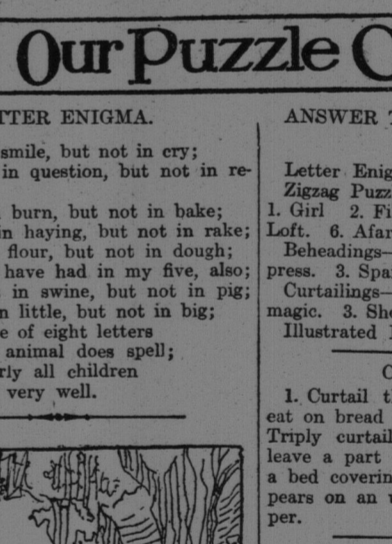 Our Puzzle C
TTER ENIGMA.
smile, but not in cry;
in question, but not in re-
burn, but not in bake;
in haying, but not in rake;
flour, but not in dough;
have had in my five, also;
in swine, but not in pig;
n little, but not in big;
e of eight letters
animal does spell;
rly all children
very well.
ANSWER T
Letter Enig
Zigzag Puzz
1. Girl 2. Fi
Loft. 6. Afar
Beheadings—
press. 3. Spa
Curtailings—
magic. 3. She
Illustrated
C
1. Curtail t
eat on bread
Triply curtail
leave a part
a bed coverin
pears on an
per.